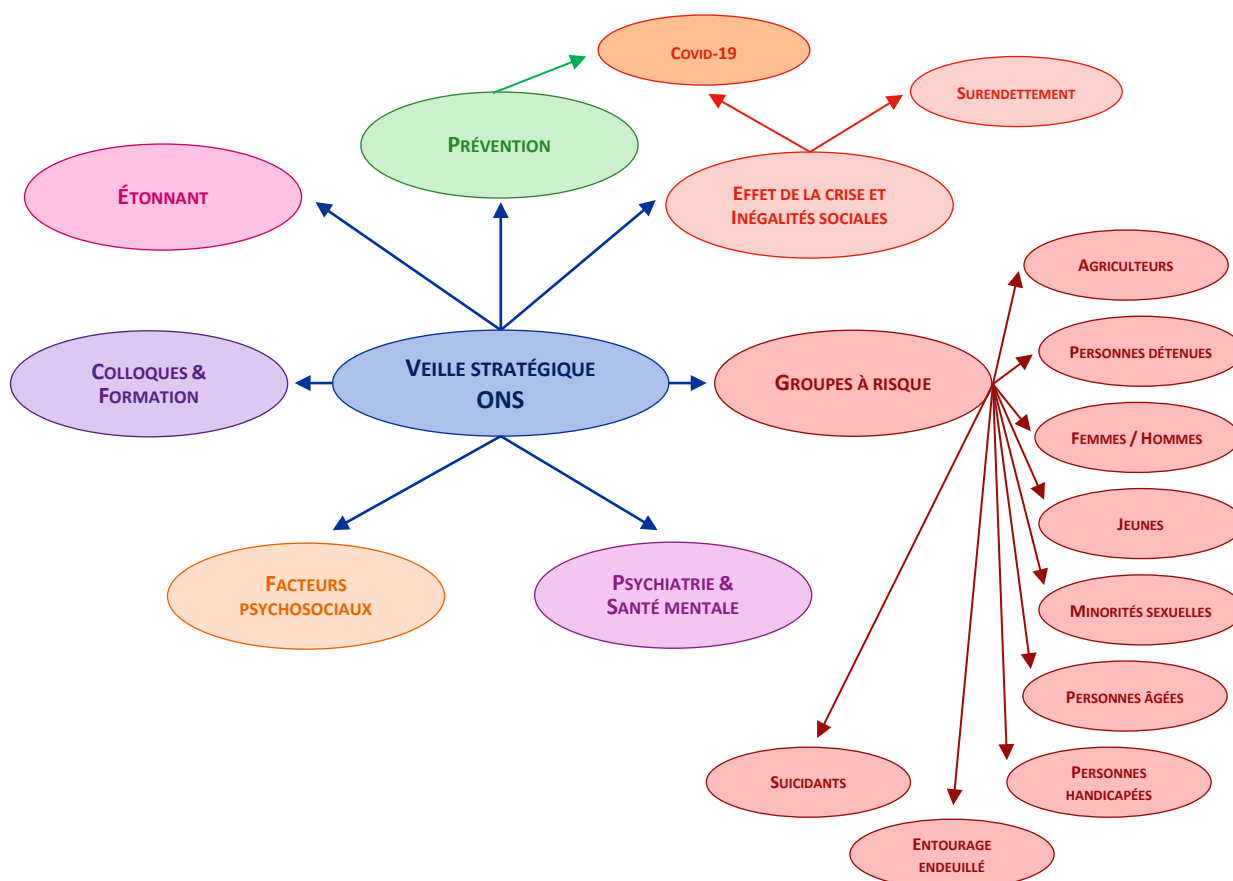 COVID-19
SURENDETTEMENT
PRÉVENTION
ÉTONNANT
EFFET DE LA CRISE ET
INÉGALITÉS SOCIALES
AGRICULTEURS
PERSONNES DÉTENUES
COLLOQUES &
FORMATION
VEILLE STRATÉGIQUE
ONS
GROUPES À RISQUE
FEMMES / HOMMES
JEUNES
FACTEURS
PSYCHOSOCIAUX
PSYCHIATRIE &
SANTÉ MENTALE
MINORITÉS SEXUELLES
PERSONNES ÂGÉES
SUICIDANTS
PERSONNES
HANDICAPÉES
ENTOURAGE
ENDEUILLÉ